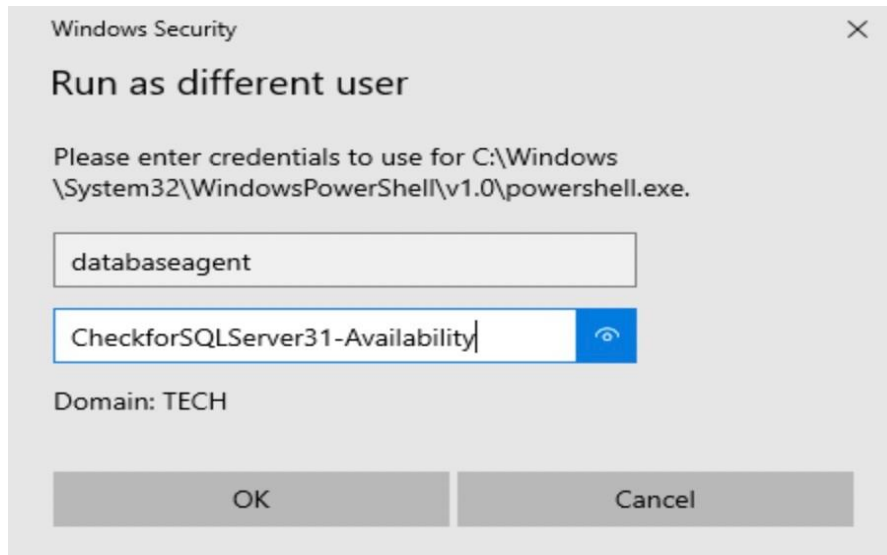 Windows Security
Run as different user
Please enter credentials to use for C:\Windows
\System32\WindowsPowerShell\v1.0\powershell.exe.
databaseagent
CheckforSQLServer31-Availability
Domain: TECH
OK Cancel